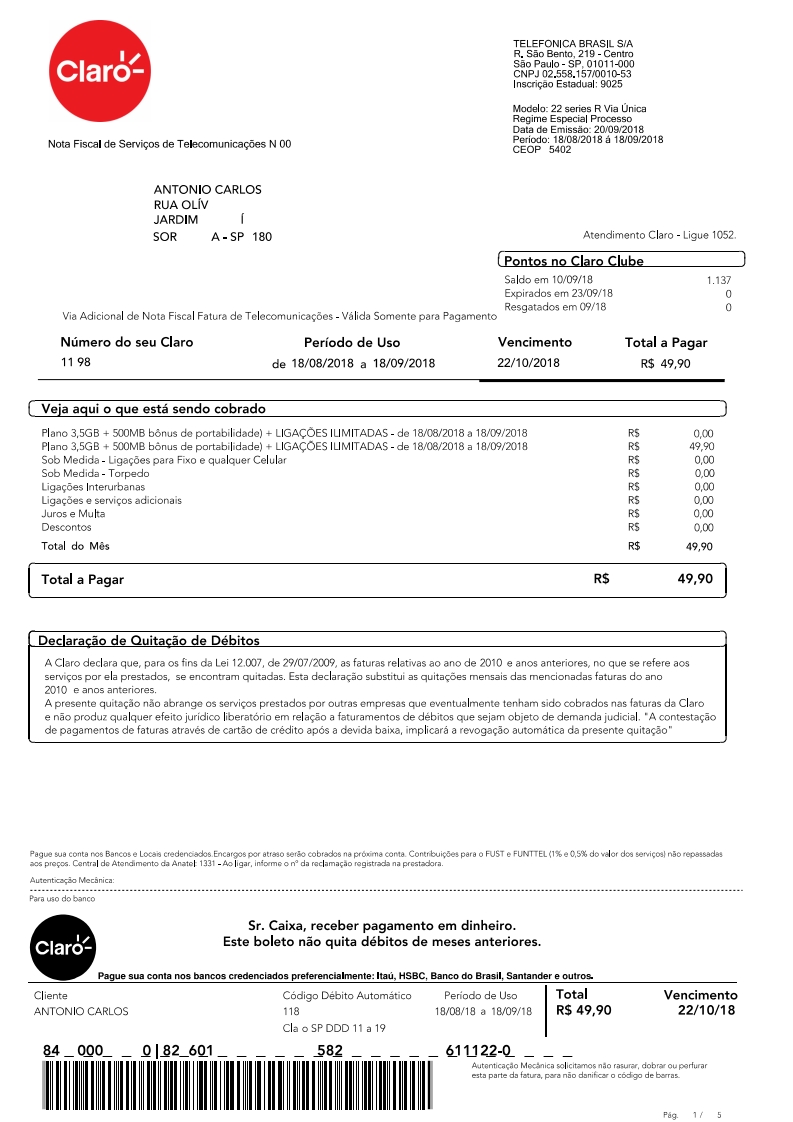 Claro-
TELEFONICA BRASIL S/A
R. São Bento, 219 - Centro
São Paulo - SP, 01011-000
CNPJ 02.558.157/0010-53
Inscrição Estadual: 9025
Modelo: 22 series R Via Única
Regime Especial Processo
Data de Emissão: 20/09/2018
Período: 18/08/2018 á 18/09/2018
CEOP 5402
Nota Fiscal de Serviços de Telecomunicações N 00
ANTONIO CARLOS
RUA OLÍV
JARDIM Í
SOR A - SP 180
Atendimento Claro - Ligue 1052.
Pontos no Claro Clube
Saldo em 10/09/18 1.137
Expirados em 23/09/18 0
Resgatados em 09/18 0
Via Adicional de Nota Fiscal Fatura de Telecomunicações - Válida Somente para Pagamento
Número do seu Claro Período de Uso Vencimento Total a Pagar
11 98 de 18/08/2018 a 18/09/2018 22/10/2018 R$ 49,90
Veja aqui o que está sendo cobrado
Plano 3,5GB + 500MB bônus de portabilidade) + LIGAÇÕES ILIMITADAS - de 18/08/2018 a 18/09/2018 R$ 0,00
Plano 3,5GB + 500MB bônus de portabilidade) + LIGAÇÕES ILIMITADAS - de 18/08/2018 a 18/09/2018 R$ 49,90
Sob Medida - Ligações para Fixo e qualquer Celular R$ 0,00
Sob Medida - Torpedo R$ 0,00
Ligações Interurbanas R$ 0,00
Ligações e serviços adicionais R$ 0,00
Juros e Multa R$ 0,00
Descontos R$ 0,00
Total do Mês R$ 49,90
Total a Pagar R$ 49,90
Declaração de Quitação de Débitos
A Claro declara que, para os fins da Lei 12.007, de 29/07/2009, as faturas relativas ao ano de 2010 e anos anteriores, no que se refere aos
serviços por ela prestados, se encontram quitadas. Esta declaração substitui as quitações mensais das mencionadas faturas do ano
2010 e anos anteriores.
A presente quitação não abrange os serviços prestados por outras empresas que eventualmente tenham sido cobrados nas faturas da Claro
e não produz qualquer efeito jurídico liberatório em relação a faturamentos de débitos que sejam objeto de demanda judicial. "A contestação
de pagamentos de faturas através de cartão de crédito após a devida baixa, implicará a revogação automática da presente quitação"
Pague sua conta nos Bancos e Locais credenciados.Encargos por atraso serão cobrados na próxima conta. Contribuições para o FUST e FUNTTEL (1% e 0,5% do valor dos serviços) não repassadas
aos preços. Central de Atendimento da Anatel: 1331 - Ao ligar, informe o nº da reclamação registrada na prestadora.
Autenticação Mecânica:
Para uso do banco
Claro-
Sr. Caixa, receber pagamento em dinheiro.
Este boleto não quita débitos de meses anteriores.
Pague sua conta nos bancos credenciados preferencialmente: Itaú, HSBC, Banco do Brasil, Santander e outros.
Cliente Código Débito Automático Período de Uso Total Vencimento
ANTONIO CARLOS 118 18/08/18 a 18/09/18 R$ 49,90 22/10/18
Cla o SP DDD 11 a 19
84 _ 000 _ _ 0|82_601 _ _ _ _ _ 582 _ _ _ _ _ 611122-0 _ _ _
Autenticação Mecânica solicitamos não rasurar, dobrar ou perfurar
esta parte da fatura, para não danificar o código de barras.
Pág. 1 / 5